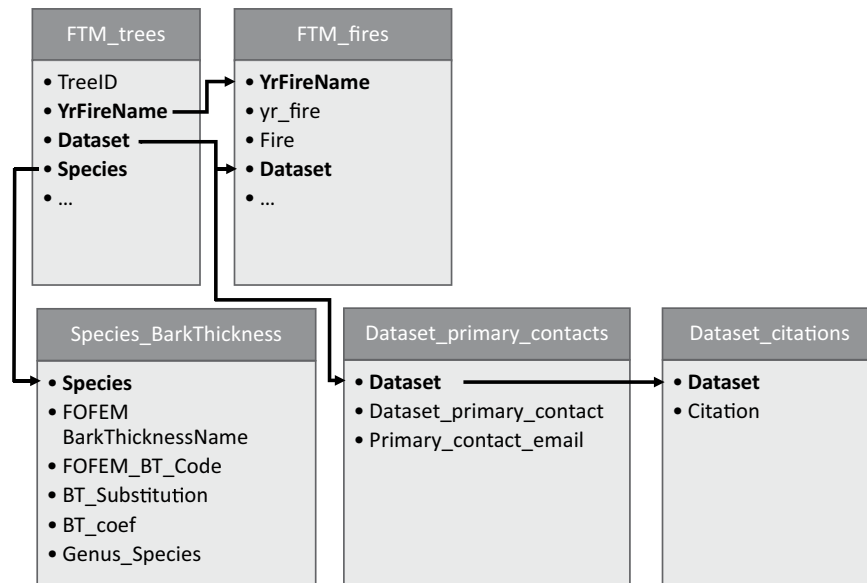 FTM_trees
• TreeID
• YrFireName
• Dataset
• Species
• ...
FTM_fires
• YrFireName
• yr_fire
• Fire
• Dataset
• ...
Species_BarkThickness
• Species
• FOFEM
BarkThicknessName
• FOFEM_BT_Code
• BT_Substitution
• BT_coef
• Genus_Species
Dataset_primary_contacts
• Dataset
• Dataset_primary_contact
• Primary_contact_email
Dataset_citations
• Dataset
• Citation